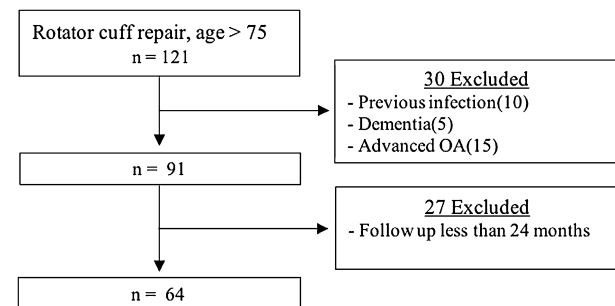 Rotator cuff repair, age > 75
n = 121
30 Excluded
- Previous infection(10)
- Dementia(5)
- Advanced OA(15)
n = 91
27 Excluded
- Follow up less than 24 months
n = 64